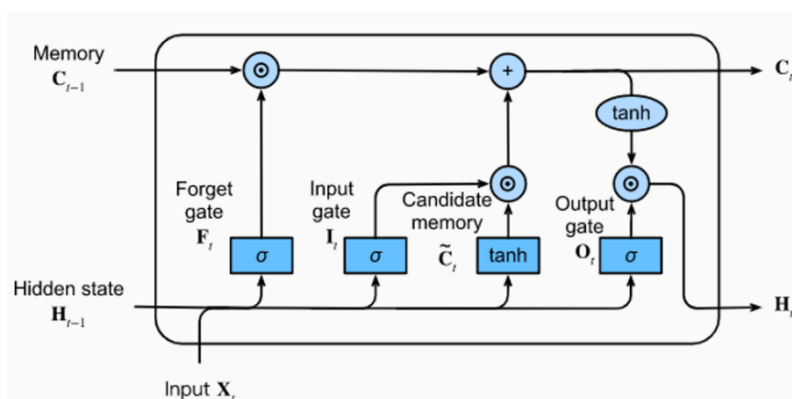 Memory
C_{t−1}
C_t
tanh
Forget
gate
F_t
Input
gate
I_t
Candidate
memory
C̃_t
Output
gate
O_t
σ
σ
tanh
σ
Hidden state
H_{t−1}
H_t
Input X_t